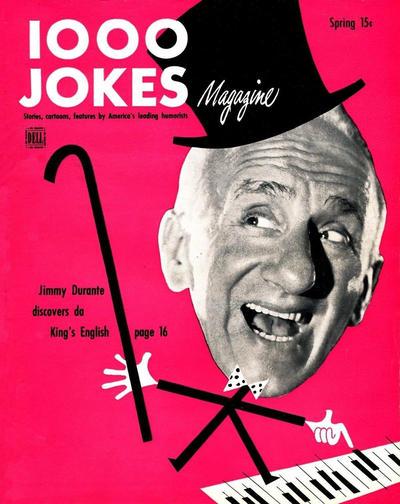 1000
JOKES
Magazine
Spring 15¢
Stories, cartoons, features by America's leading humorists
DELL
Jimmy Durante
discovers da
King's English
page 16